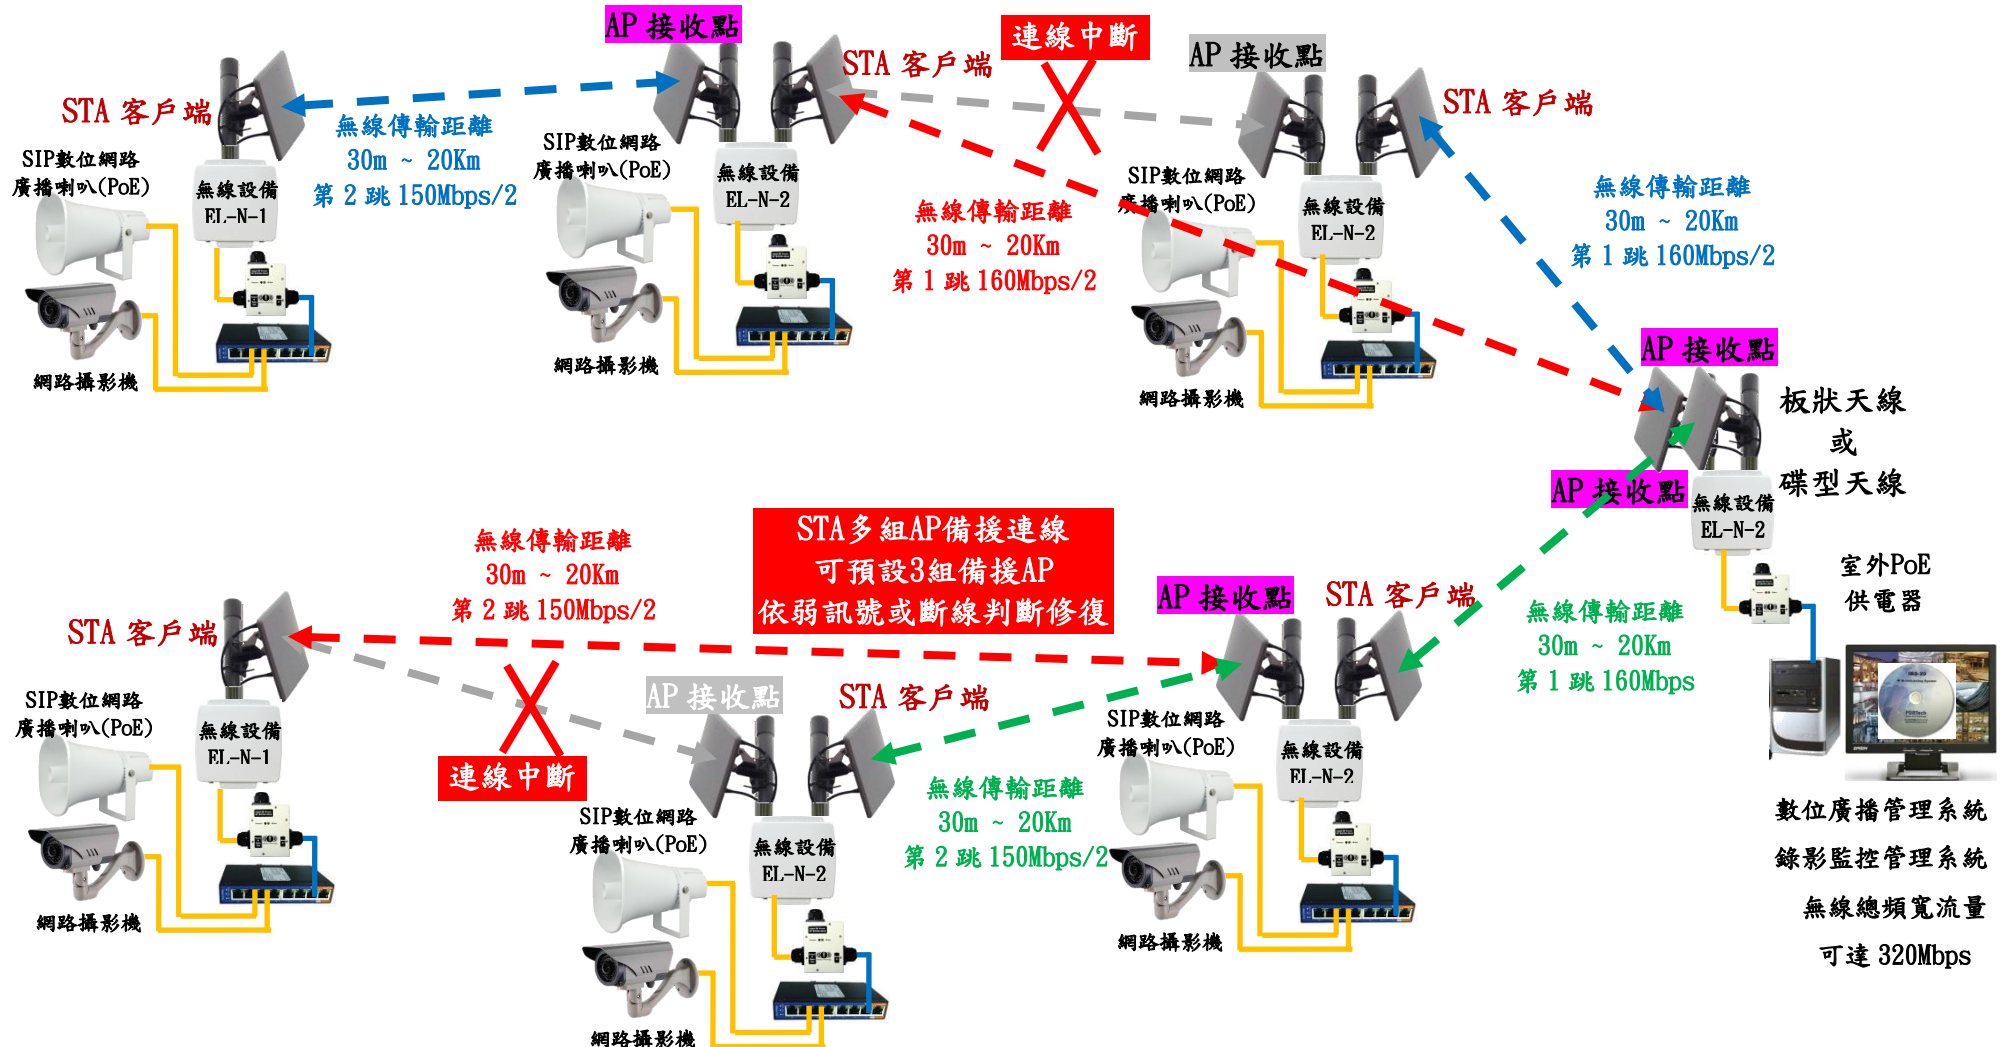 AP 接收點
連線中斷
STA 客戶端
AP 接收點
STA 客戶端
STA 客戶端
無線傳輸距離
30m ~ 20Km
第 2 跳 150Mbps/2
SIP數位網路
廣播喇叭(PoE)
無線設備
EL-N-1
網路攝影機
SIP數位網路
廣播喇叭(PoE)
無線設備
EL-N-2
網路攝影機
無線傳輸距離
30m ~ 20Km
第 1 跳 160Mbps/2
SIP數位網路
廣播喇叭(PoE)
無線設備
EL-N-2
網路攝影機
無線傳輸距離
30m ~ 20Km
第 1 跳 160Mbps/2
AP 接收點
板狀天線
或
碟型天線
AP 接收點
無線設備
EL-N-2
室外PoE
供電器
無線傳輸距離
30m ~ 20Km
第 1 跳 160Mbps
數位廣播管理系統
錄影監控管理系統
無線總頻寬流量
可達 320Mbps
STA多組AP備援連線
可預設3組備援AP
依弱訊號或斷線判斷修復
無線傳輸距離
30m ~ 20Km
第 2 跳 150Mbps/2
STA 客戶端
SIP數位網路
廣播喇叭(PoE)
無線設備
EL-N-1
網路攝影機
連線中斷
AP 接收點
STA 客戶端
SIP數位網路
廣播喇叭(PoE)
無線設備
EL-N-2
網路攝影機
無線傳輸距離
30m ~ 20Km
第 2 跳 150Mbps/2
AP 接收點
STA 客戶端
SIP數位網路
廣播喇叭(PoE)
無線設備
EL-N-2
網路攝影機